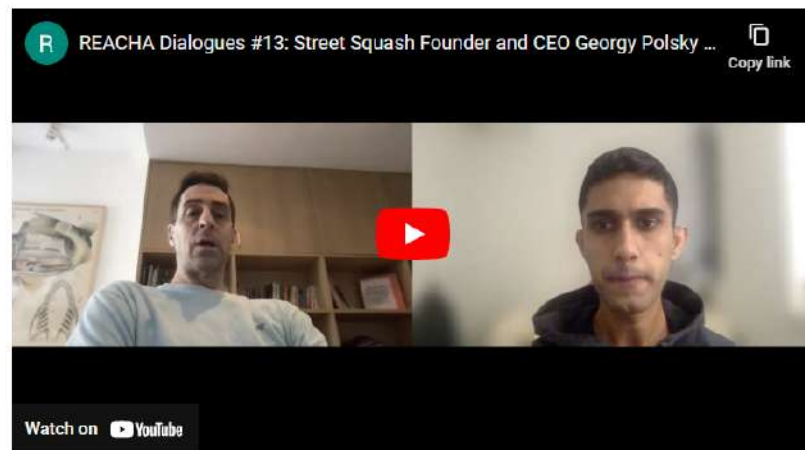 R
REACHA Dialogues #13: Street Squash Founder and CEO Georgy Polsky ...
Copy link
Watch on YouTube